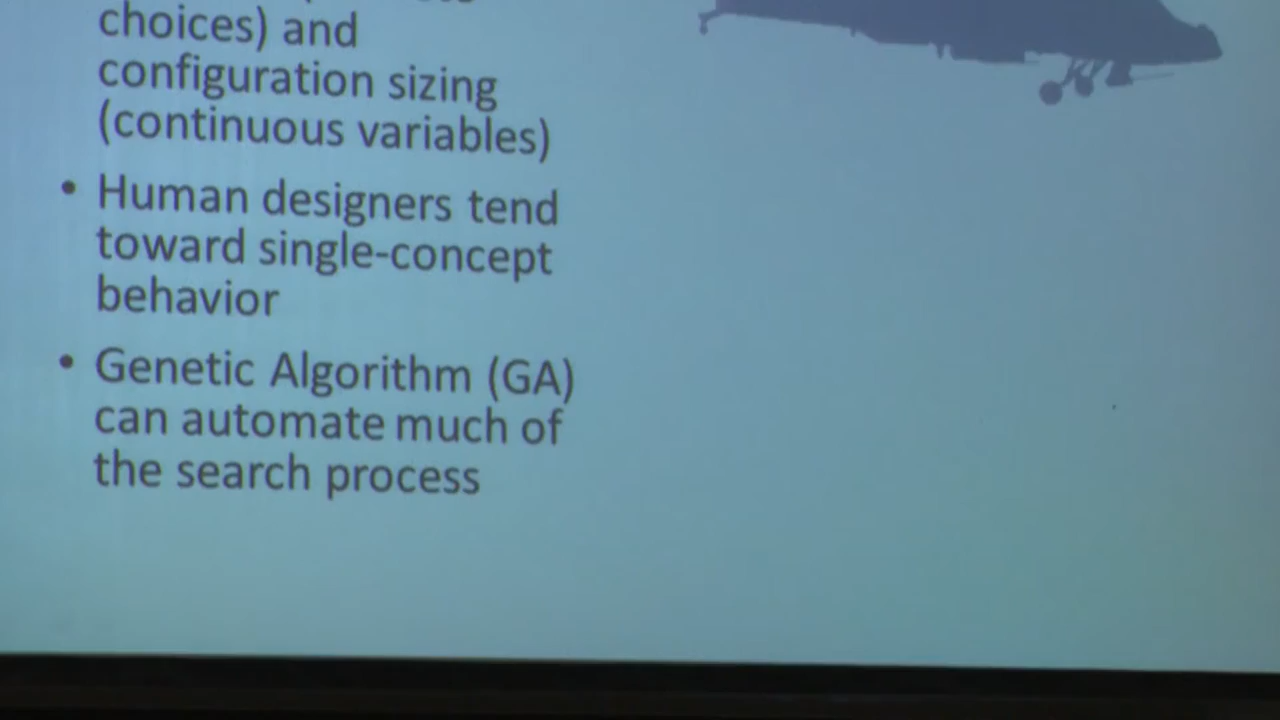 choices) and
configuration sizing
(continuous variables)
• Human designers tend
toward single-concept
behavior
• Genetic Algorithm (GA)
can automate much of
the search process